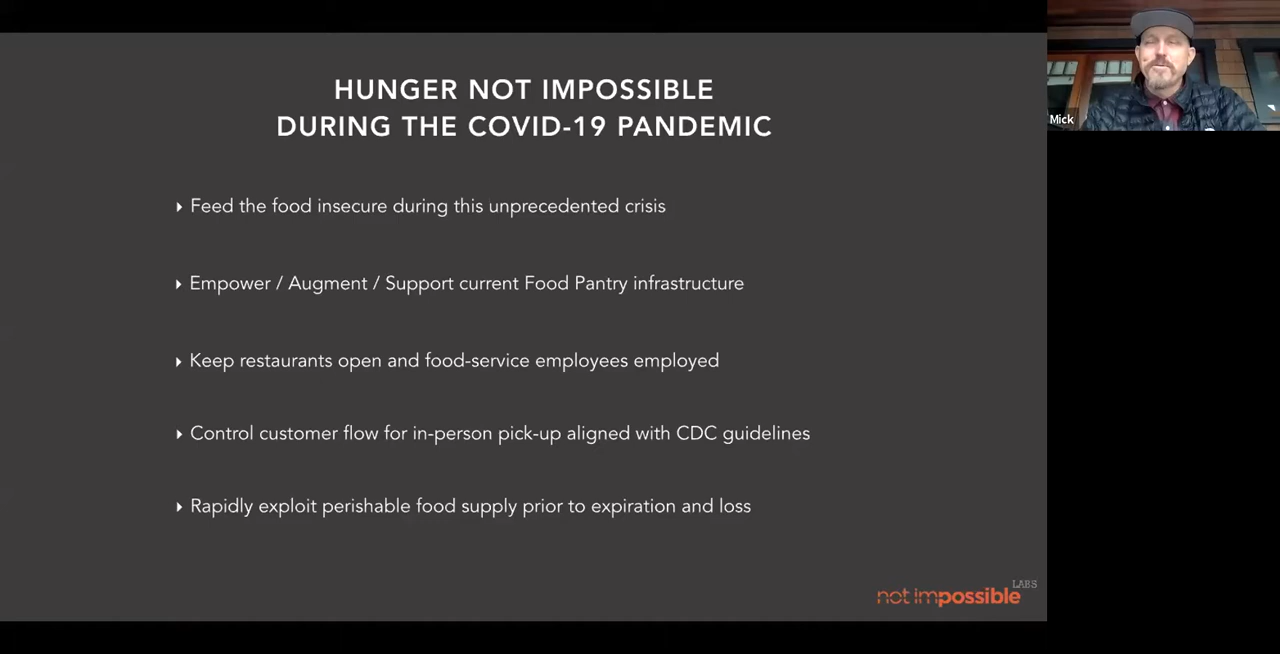 HUNGER NOT IMPOSSIBLE
DURING THE COVID-19 PANDEMIC
Mick
Feed the food insecure during this unprecedented crisis
Empower / Augment / Support current Food Pantry infrastructure
Keep restaurants open and food-service employees employed
Control customer flow for in-person pick-up aligned with CDC guidelines
Rapidly exploit perishable food supply prior to expiration and loss
LABS
not impossible